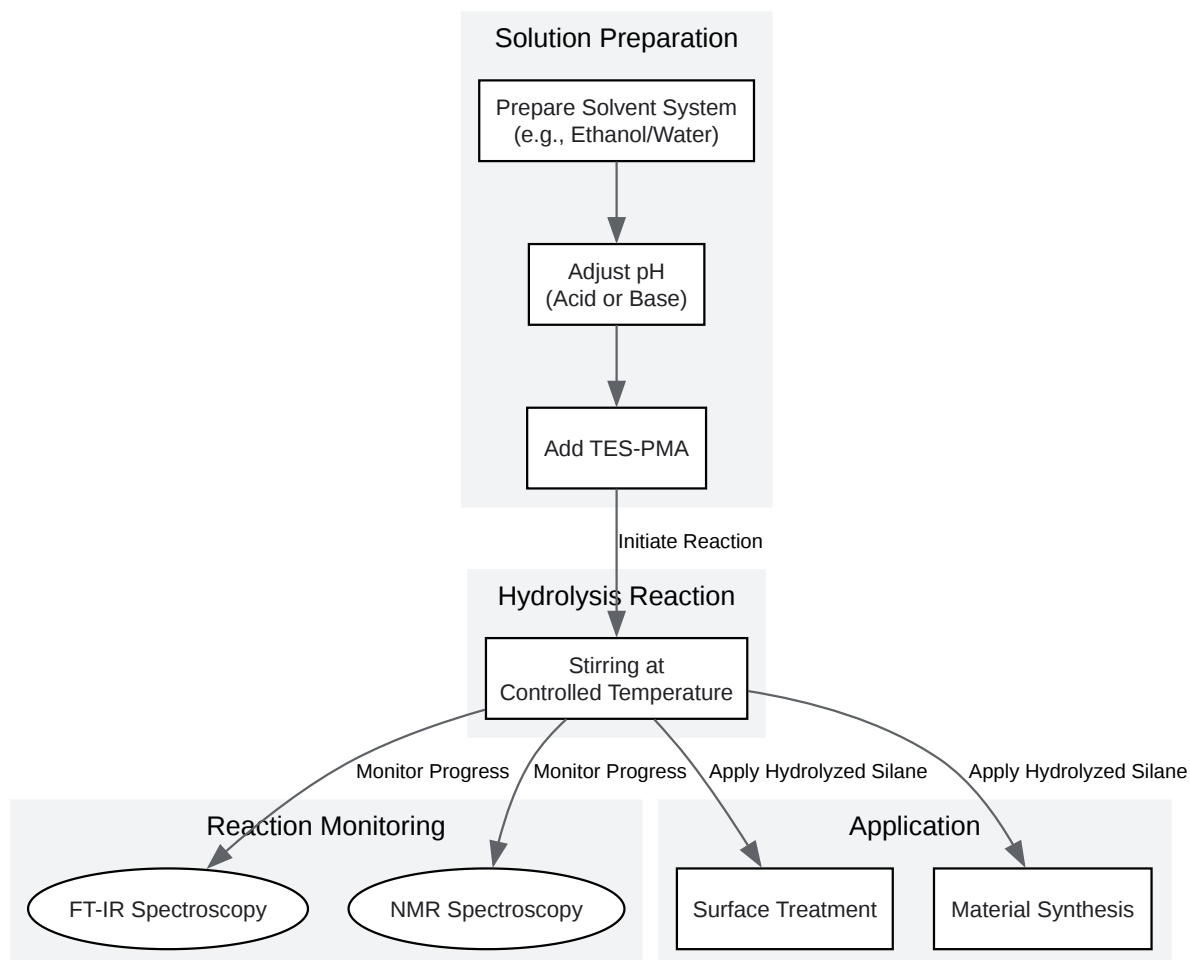 Solution Preparation
Prepare Solvent System
(e.g., Ethanol/Water)
Adjust pH
(Acid or Base)
Add TES-PMA
Initiate Reaction
Hydrolysis Reaction
Stirring at
Controlled Temperature
Monitor Progress
Monitor Progress
Apply Hydrolyzed Silane
Apply Hydrolyzed Silane
Reaction Monitoring
Application
FT-IR Spectroscopy
NMR Spectroscopy
Surface Treatment
Material Synthesis